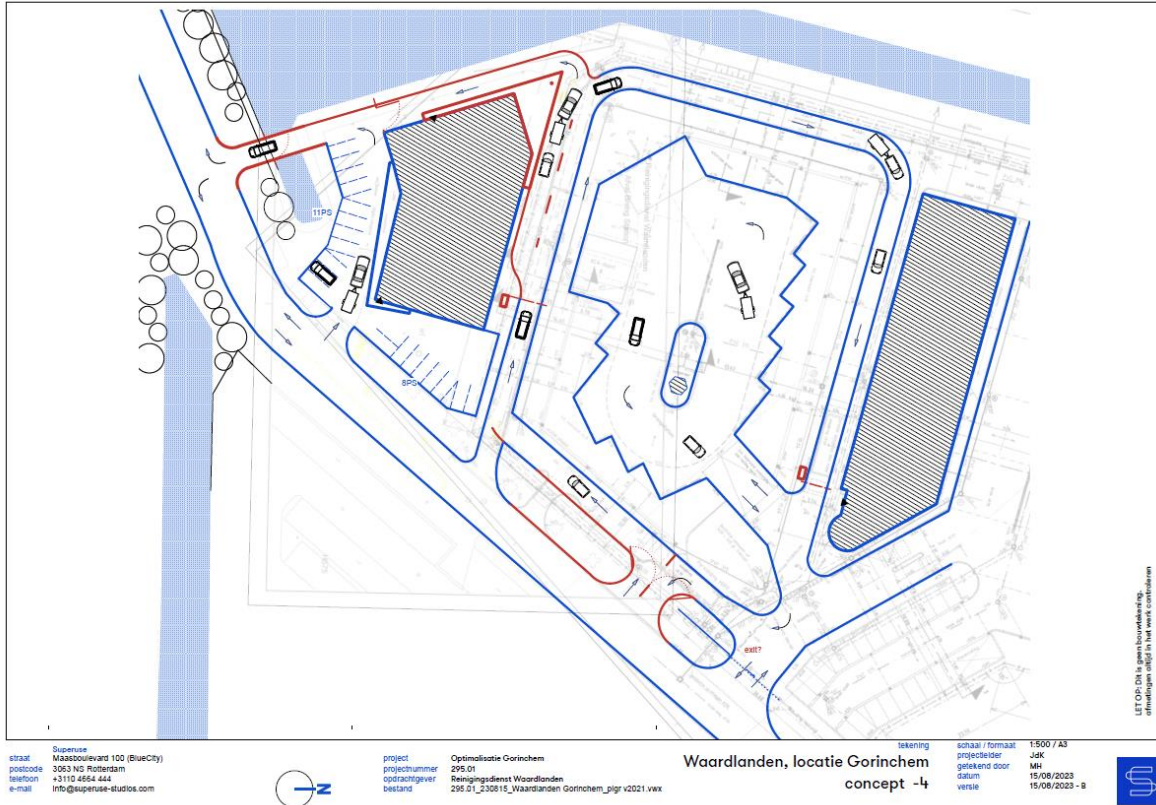 11PS
8PS
exit?
LET OP: Dit is geen bouwtekening.
afmetingen altijd in het werk controleren
Superuse
straat Maasboulevard 100 (BlueCity)
postcode 3063 NS Rotterdam
telefoon +3110 4664 444
e-mail info@superuse-studios.com
N
project Optimalisatie Gorinchem
projectnummer 295.01
opdrachtgever Reinigingsdienst Waardlanden
bestand 295.01_230815_Waardlanden Gorinchem_plgr v2021.vwx
tekening
Waardlanden, locatie Gorinchem
concept -4
schaal / formaat 1:500 / A3
projectleider JdK
getekend door MH
datum 15/08/2023
versie 15/08/2023 - B